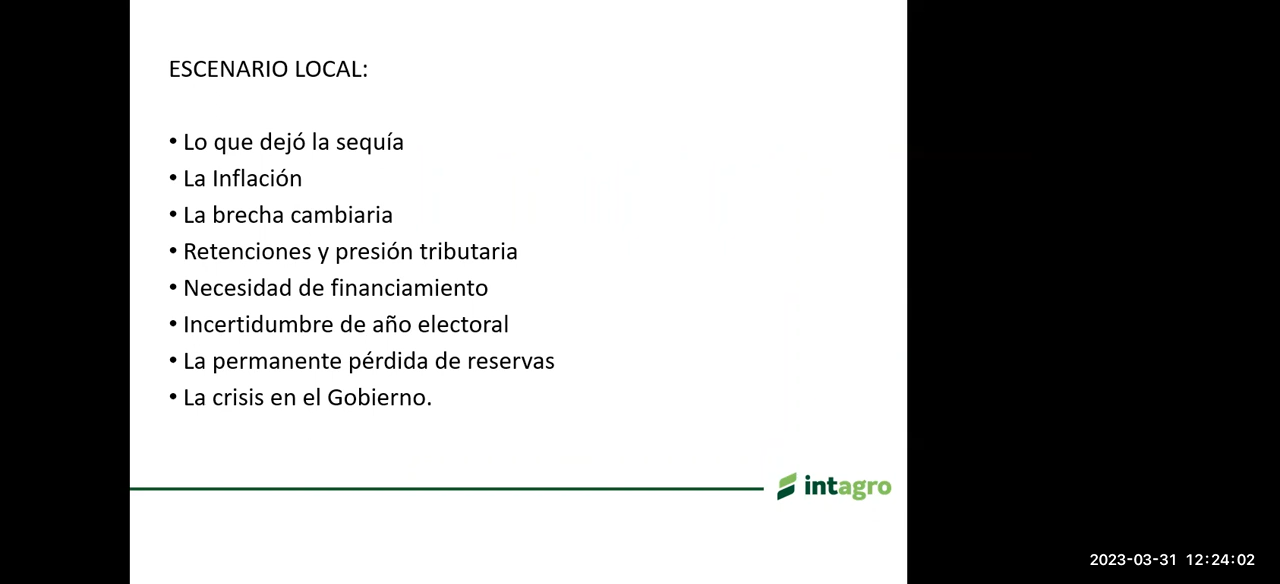 ESCENARIO LOCAL:
• Lo que dejó la sequía
• La Inflación
• La brecha cambiaria
• Retenciones y presión tributaria
• Necesidad de financiamiento
• Incertidumbre de año electoral
• La permanente pérdida de reservas
• La crisis en el Gobierno.
intagro
2023-03-31 12:24:02